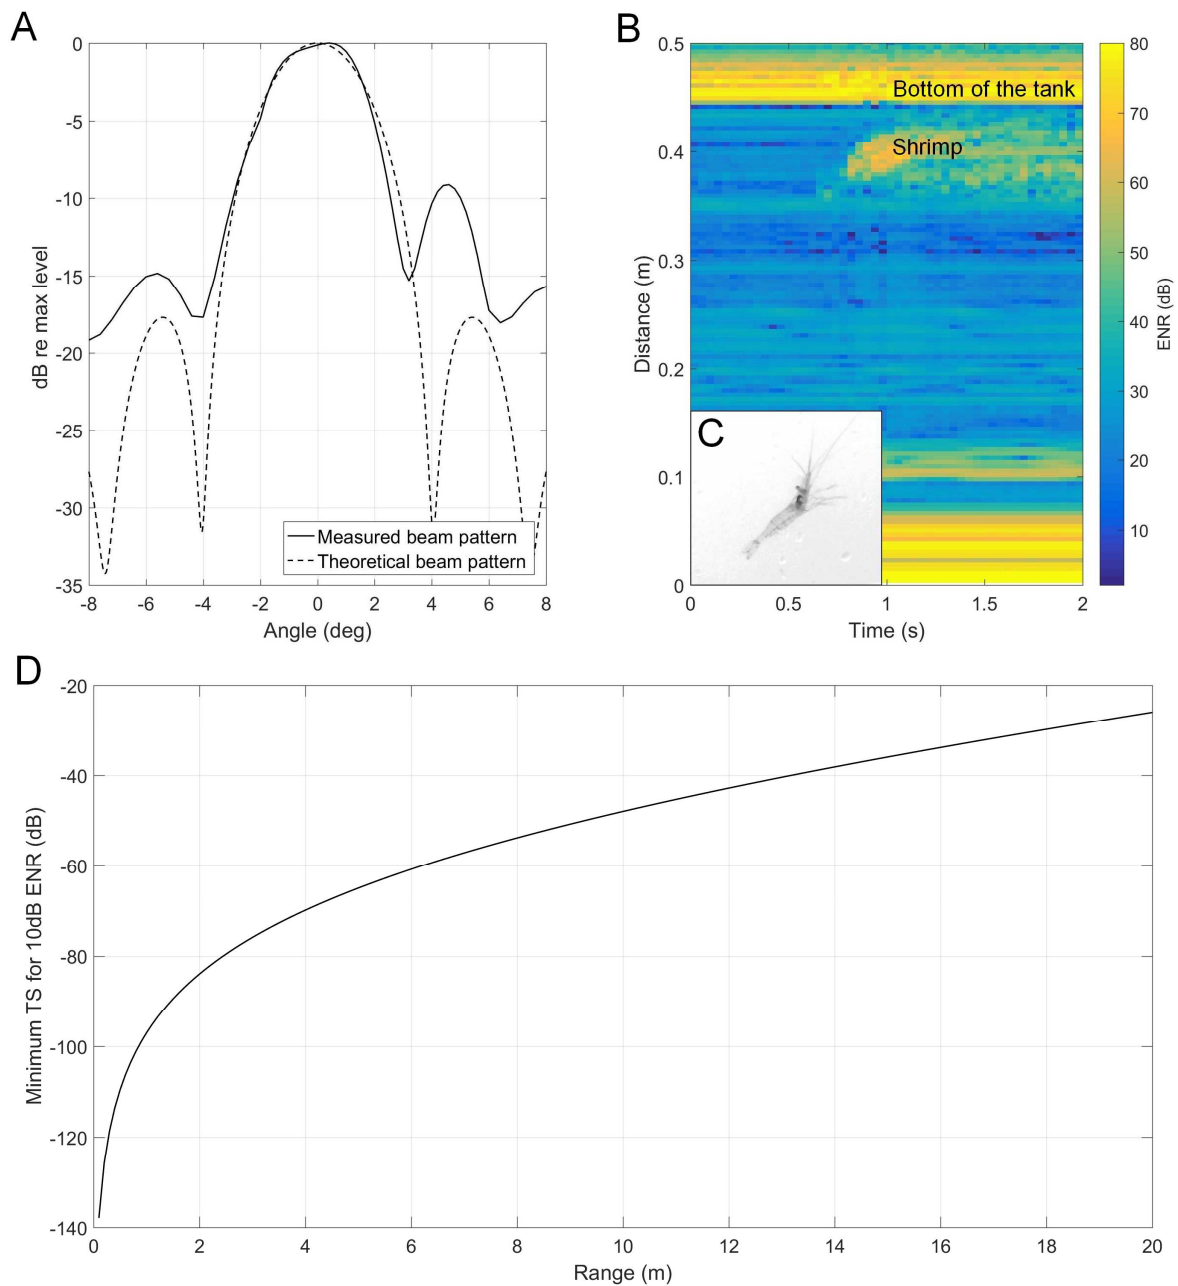 A
0
-5
-10
-15
-20
-25
-30
-35
dB re max level
-8 -6 -4 -2 0 2 4 6 8
Angle (deg)
Measured beam pattern
Theoretical beam pattern
B
0.5
0.4
0.3
0.2
0.1
0
Distance (m)
Bottom of the tank
Shrimp
C
0 0.5 1 1.5 2
Time (s)
80
70
60
50
40
30
20
10
ENR (dB)
D
-20
-40
-60
-80
-100
-120
-140
Minimum TS for 10dB ENR (dB)
0 2 4 6 8 10 12 14 16 18 20
Range (m)